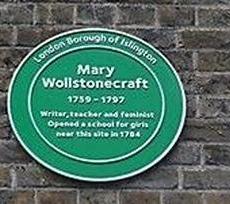 London Borough of Islington
Mary
Wollstonecraft
1759 - 1797
Writer, teacher and feminist
Opened a school for girls
near this site in 1784